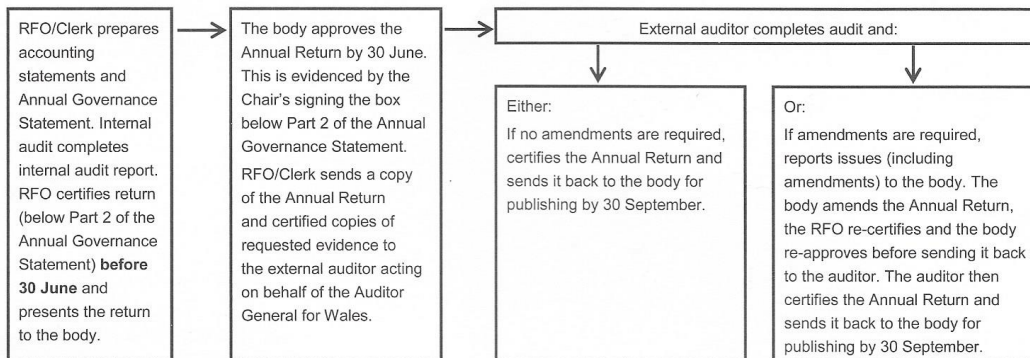 RFO/Clerk prepares
accounting
statements and
Annual Governance
Statement. Internal
audit completes
internal audit report.
RFO certifies return
(below Part 2 of the
Annual Governance
Statement) before
30 June and
presents the return
to the body.
The body approves the
Annual Return by 30 June.
This is evidenced by the
Chair's signing the box
below Part 2 of the Annual
Governance Statement.
RFO/Clerk sends a copy
of the Annual Return
and certified copies of
requested evidence to
the external auditor acting
on behalf of the Auditor
General for Wales.
External auditor completes audit and:
Either:
If no amendments are required,
certifies the Annual Return and
sends it back to the body for
publishing by 30 September.
Or:
If amendments are required,
reports issues (including
amendments) to the body. The
body amends the Annual Return,
the RFO re-certifies and the body
re-approves before sending it back
to the auditor. The auditor then
certifies the Annual Return and
sends it back to the body for
publishing by 30 September.